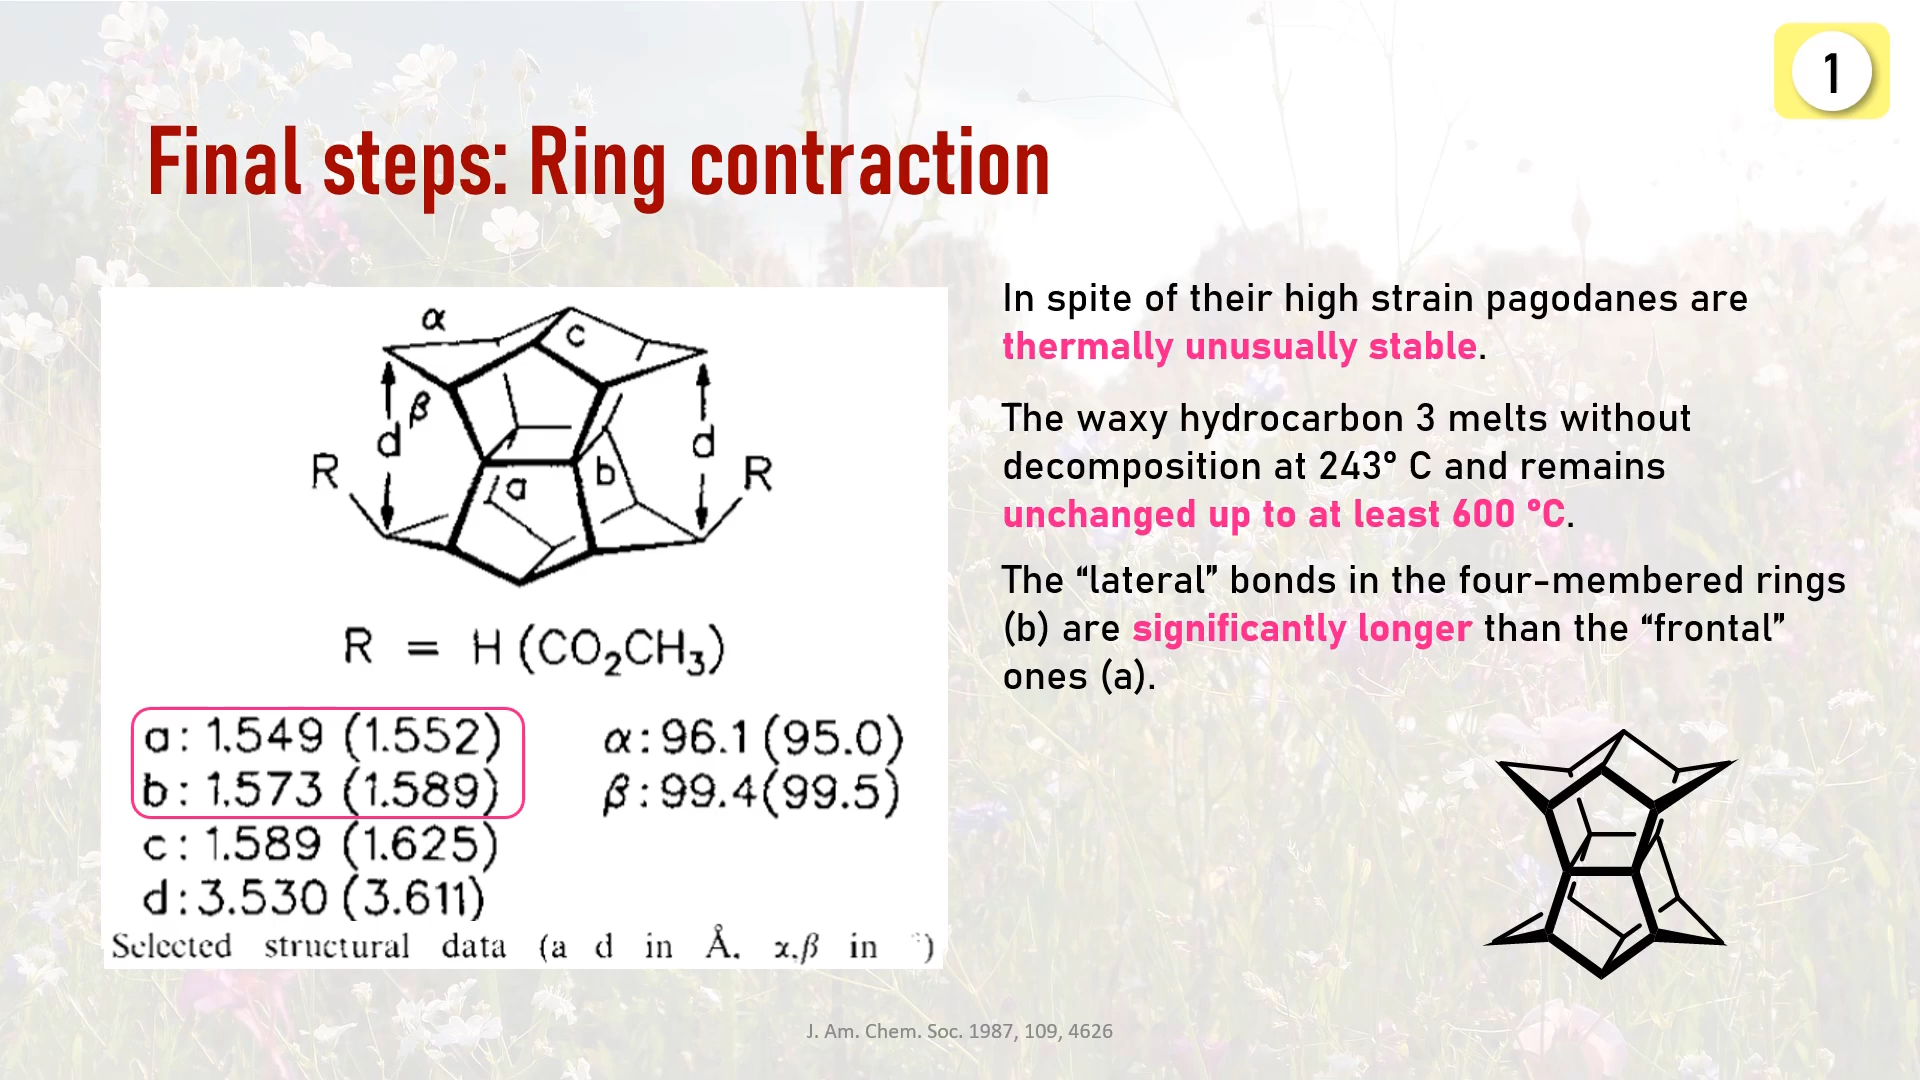 1
Final steps: Ring contraction
α
c
β
d
d
R
R
b
a
R = H (CO₂CH₃)
a: 1.549 (1.552)
b: 1.573 (1.589)
c: 1.589 (1.625)
d: 3.530 (3.611)
α: 96.1 (95.0)
β: 99.4 (99.5)
Selected structural data (a d in Å. α.β in °)
In spite of their high strain pagodanes are
thermally unusually stable.
The waxy hydrocarbon 3 melts without
decomposition at 243° C and remains
unchanged up to at least 600 °C.
The “lateral” bonds in the four-membered rings
(b) are significantly longer than the “frontal”
ones (a).
J. Am. Chem. Soc. 1987, 109, 4626